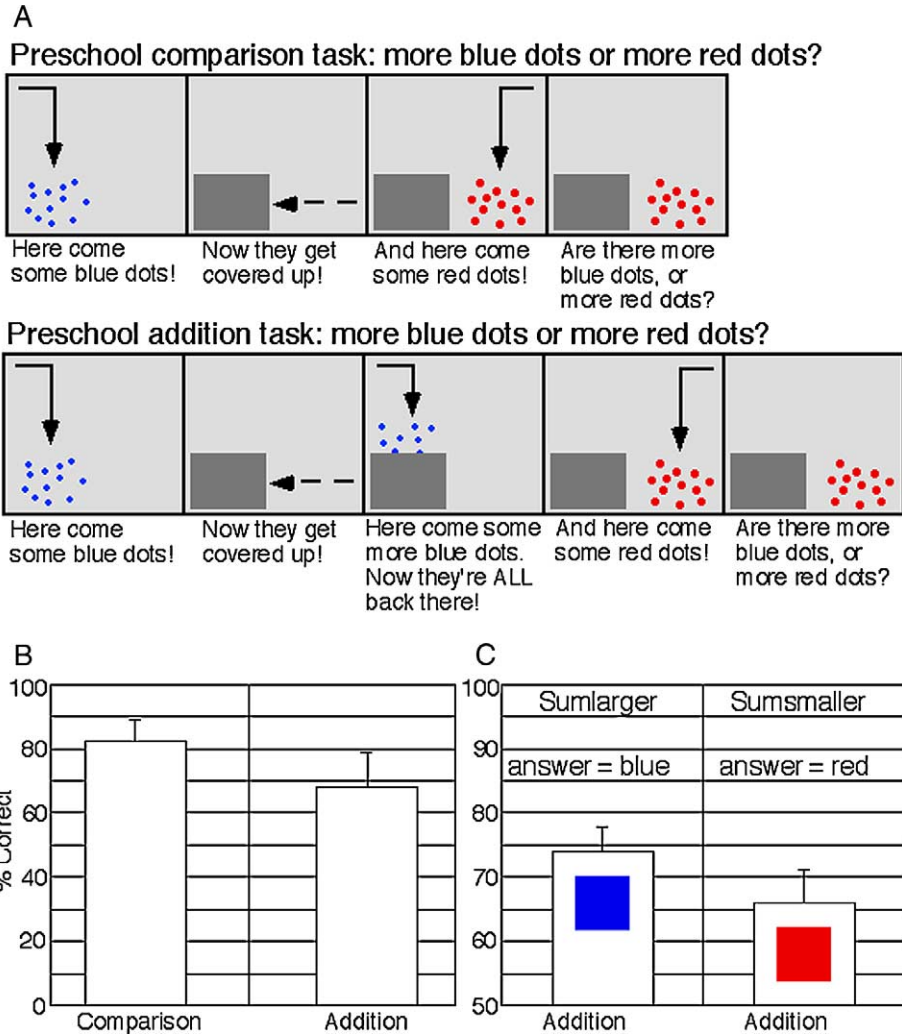 A
Preschool comparison task: more blue dots or more red dots?
Here come
some blue dots!
Now they get
covered up!
And here come
some red dots!
Are there more
blue dots, or
more red dots?
Preschool addition task: more blue dots or more red dots?
Here come
some blue dots!
Now they get
covered up!
Here come some
more blue dots.
Now they're ALL
back there!
And here come
some red dots!
Are there more
blue dots, or
more red dots?
B
% Correct
100
80
60
40
20
0
Comparison
Addition
C
100
90
80
70
60
50
Sumlarger
Sumsmaller
answer = blue
answer = red
Addition
Addition